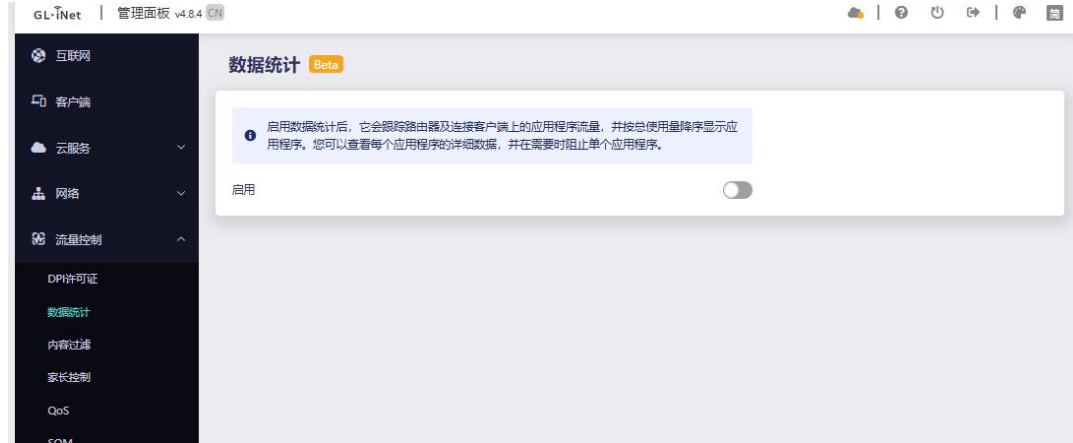 GL·iNet | 管理面板 v4.8.4 CN
简
互联网
客户端
云服务
网络
流量控制
DPI许可证
数据统计
内容过滤
家长控制
QoS
SQM
数据统计 Beta
启用数据统计后，它会跟踪路由器及连接客户端上的应用程序流量，并按总使用量降序显示应
用程序。您可以查看每个应用程序的详细数据，并在需要时阻止单个应用程序。
启用